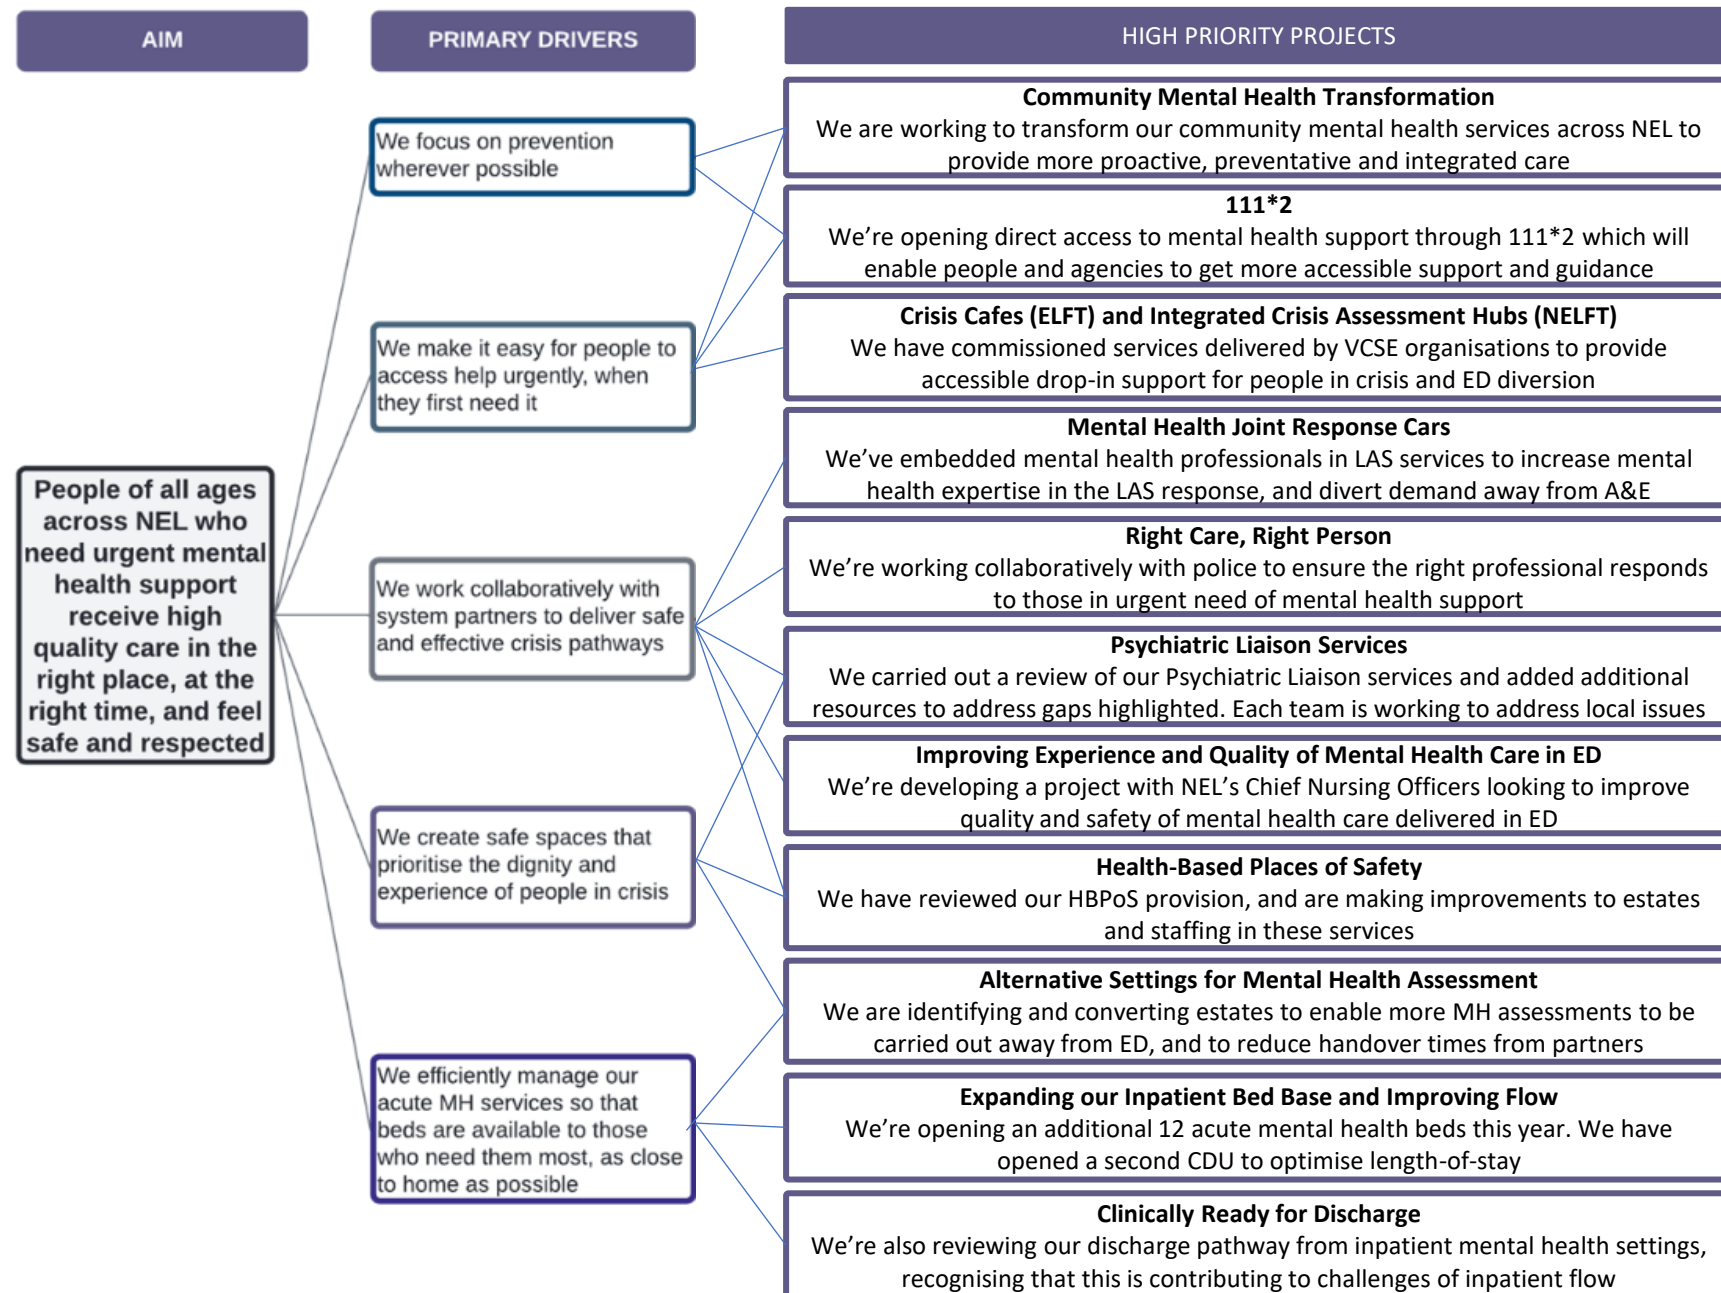 AIM
PRIMARY DRIVERS
HIGH PRIORITY PROJECTS
People of all ages
across NEL who
need urgent mental
health support
receive high
quality care in the
right place, at the
right time, and feel
safe and respected
We focus on prevention
wherever possible
We make it easy for people to
access help urgently, when
they first need it
We work collaboratively with
system partners to deliver safe
and effective crisis pathways
We create safe spaces that
prioritise the dignity and
experience of people in crisis
We efficiently manage our
acute MH services so that
beds are available to those
who need them most, as close
to home as possible
Community Mental Health Transformation
We are working to transform our community mental health services across NEL to
provide more proactive, preventative and integrated care
111*2
We’re opening direct access to mental health support through 111*2 which will
enable people and agencies to get more accessible support and guidance
Crisis Cafes (ELFT) and Integrated Crisis Assessment Hubs (NELFT)
We have commissioned services delivered by VCSE organisations to provide
accessible drop-in support for people in crisis and ED diversion
Mental Health Joint Response Cars
We’ve embedded mental health professionals in LAS services to increase mental
health expertise in the LAS response, and divert demand away from A&E
Right Care, Right Person
We’re working collaboratively with police to ensure the right professional responds
to those in urgent need of mental health support
Psychiatric Liaison Services
We carried out a review of our Psychiatric Liaison services and added additional
resources to address gaps highlighted. Each team is working to address local issues
Improving Experience and Quality of Mental Health Care in ED
We’re developing a project with NEL’s Chief Nursing Officers looking to improve
quality and safety of mental health care delivered in ED
Health-Based Places of Safety
We have reviewed our HBPoS provision, and are making improvements to estates
and staffing in these services
Alternative Settings for Mental Health Assessment
We are identifying and converting estates to enable more MH assessments to be
carried out away from ED, and to reduce handover times from partners
Expanding our Inpatient Bed Base and Improving Flow
We’re opening an additional 12 acute mental health beds this year. We have
opened a second CDU to optimise length-of-stay
Clinically Ready for Discharge
We’re also reviewing our discharge pathway from inpatient mental health settings,
recognising that this is contributing to challenges of inpatient flow